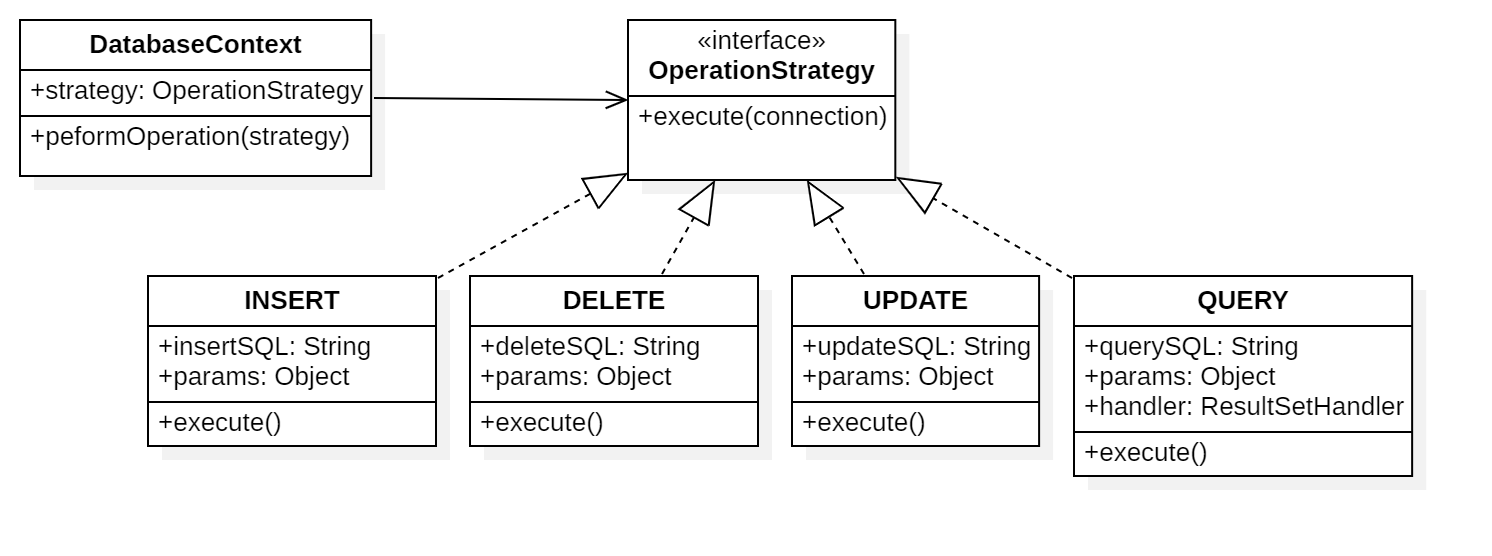 DatabaseContext
+strategy: OperationStrategy
+peformOperation(strategy)
«interface»
OperationStrategy
+execute(connection)
INSERT
+insertSQL: String
+params: Object
+execute()
DELETE
+deleteSQL: String
+params: Object
+execute()
UPDATE
+updateSQL: String
+params: Object
+execute()
QUERY
+querySQL: String
+params: Object
+handler: ResultSetHandler
+execute()